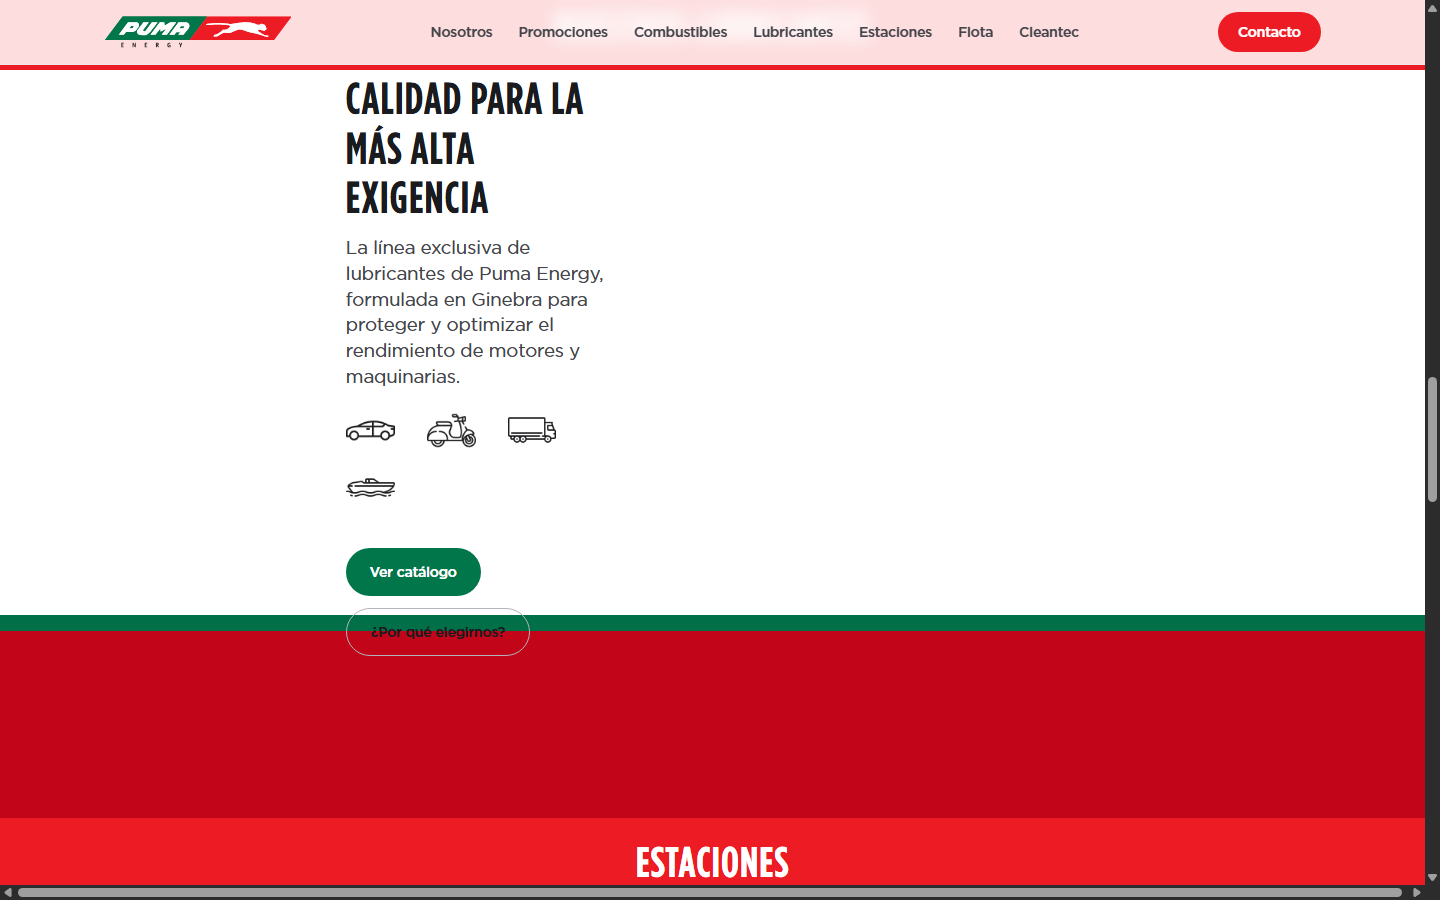 PUMA
ENERGY
Nosotros
Promociones
Combustibles
Lubricantes
Estaciones
Flota
Cleantec
Contacto
CALIDAD PARA LA
MÁS ALTA
EXIGENCIA
La línea exclusiva de
lubricantes de Puma Energy,
formulada en Ginebra para
proteger y optimizar el
rendimiento de motores y
maquinarias.
Ver catálogo
¿Por qué elegirnos?
ESTACIONES